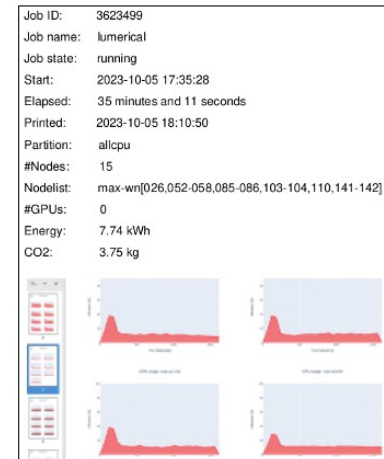 Job ID: 3623499
Job name: lumerical
Job state: running
Start: 2023-10-05 17:35:28
Elapsed: 35 minutes and 11 seconds
Printed: 2023-10-05 18:10:50
Partition: allcpu
#Nodes: 15
Nodelist: max-wn[026,052-058,085-086,103-104,110,141-142]
#GPUs: 0
Energy: 7.74 kWh
CO2: 3.75 kg